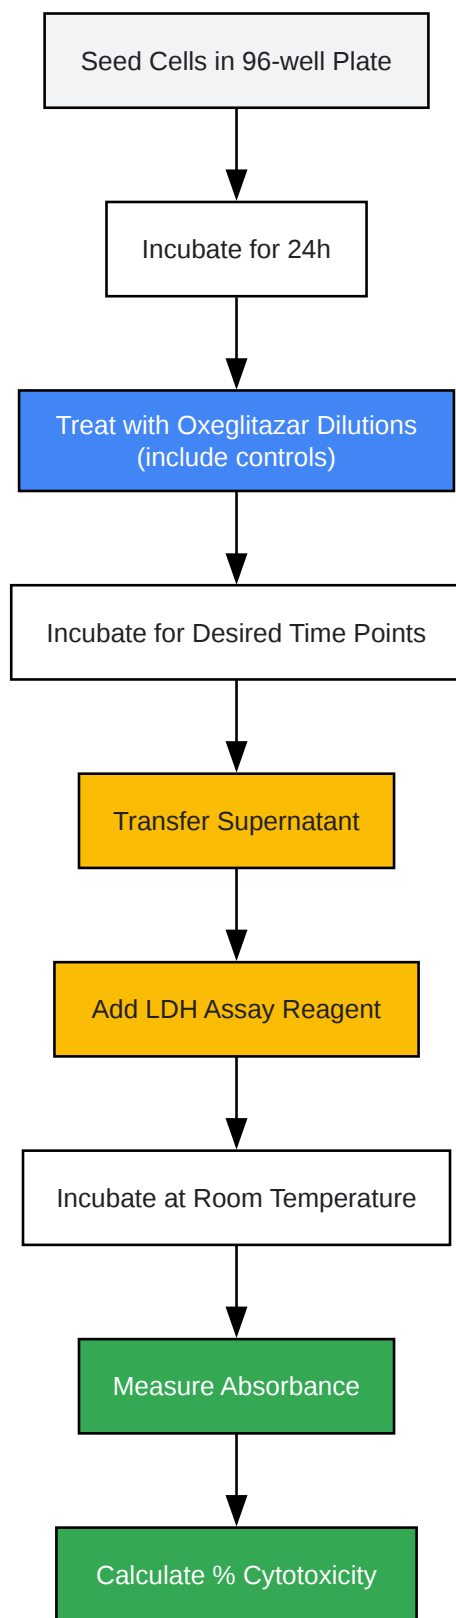 Seed Cells in 96-well Plate
Incubate for 24h
Treat with Oxeglitazar Dilutions
(include controls)
Incubate for Desired Time Points
Transfer Supernatant
Add LDH Assay Reagent
Incubate at Room Temperature
Measure Absorbance
Calculate % Cytotoxicity